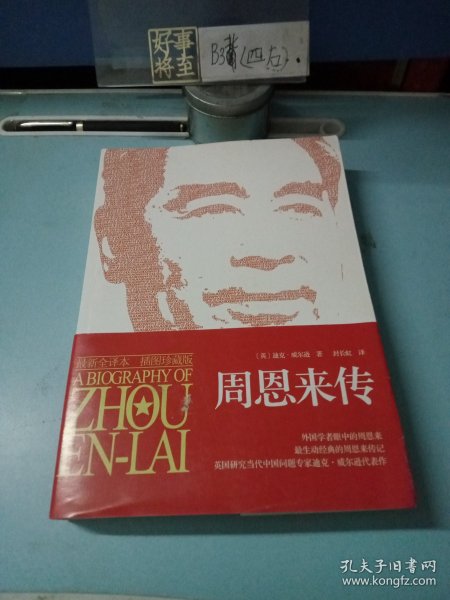 好事
将至
B3黄(四右).
最新全译本 插图珍藏版
A BIOGRAPHY OF
ZHOU
EN-LAI
〔英〕迪克·威尔逊 著 封长虹 译
周恩来传
外国学者眼中的周恩来
最生动经典的周恩来传记
英国研究当代中国问题专家迪克·威尔逊代表作
孔夫子旧书网
www.kongfz.com